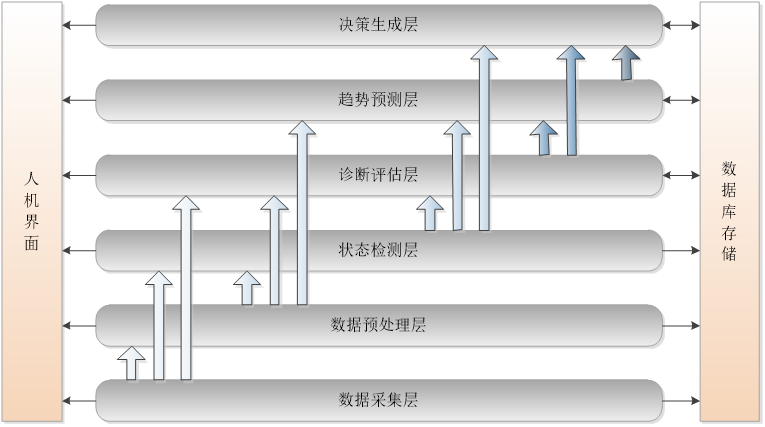 人机界面
决策生成层
趋势预测层
诊断评估层
状态检测层
数据预处理层
数据采集层
数据库存储